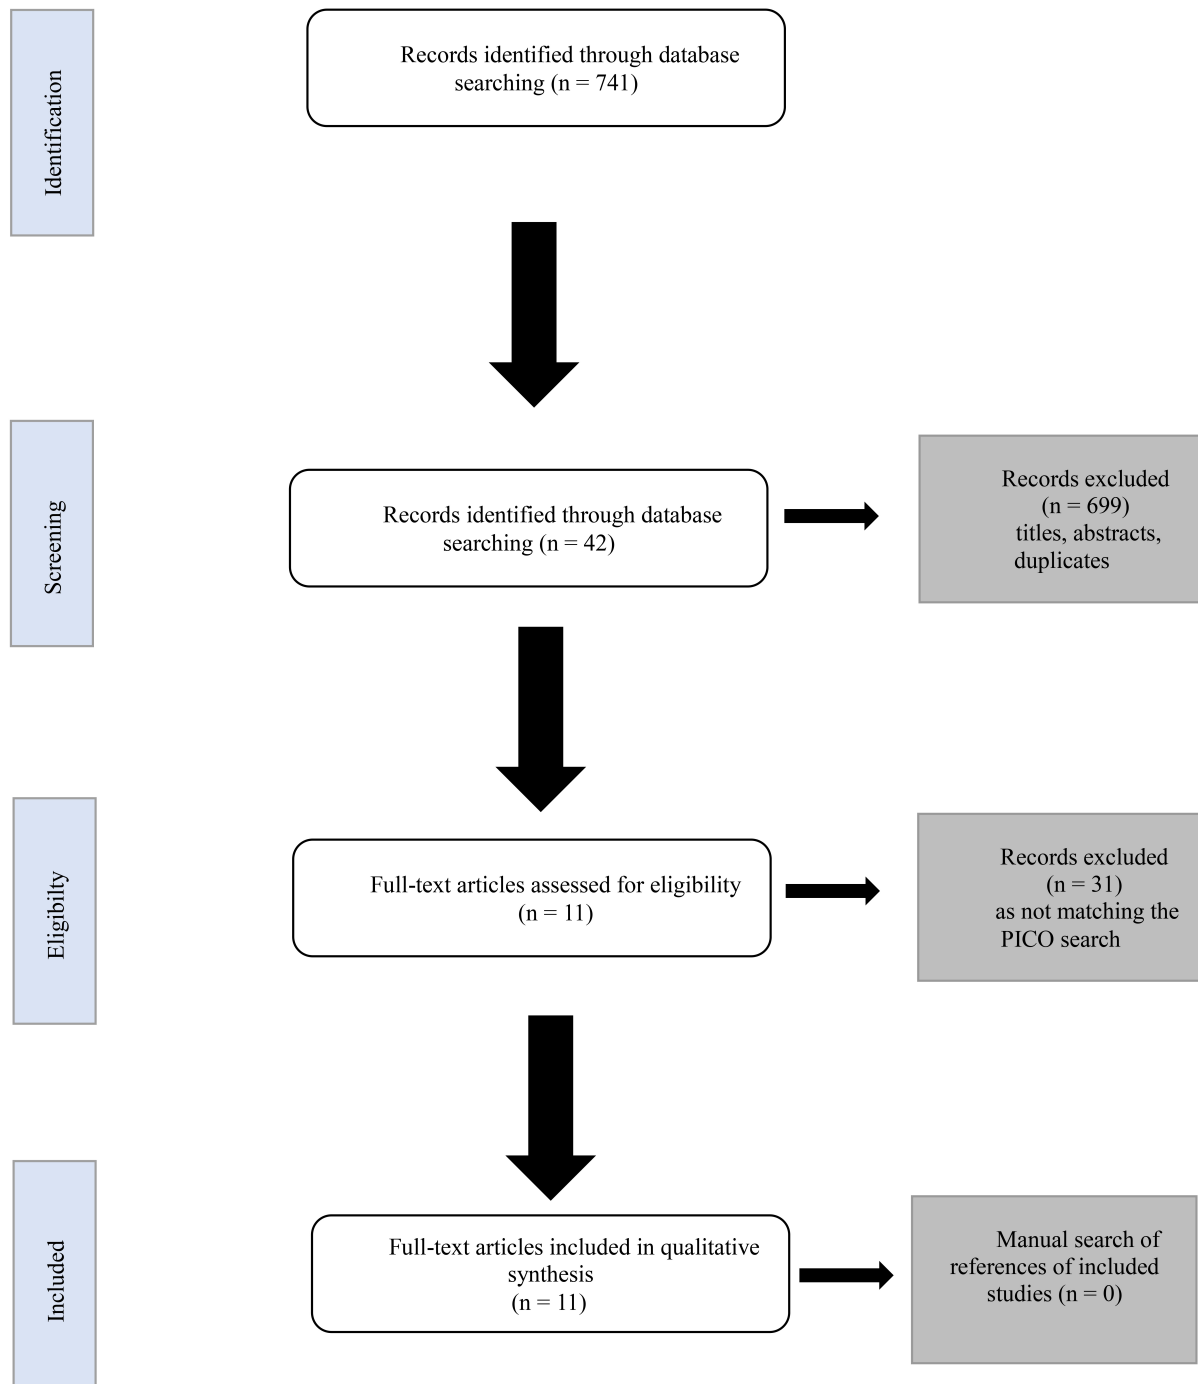 Identification
Records identified through database
searching (n = 741)
Screening
Records identified through database
searching (n = 42)
Records excluded
(n = 699)
titles, abstracts,
duplicates
Eligibilty
Full-text articles assessed for eligibility
(n = 11)
Records excluded
(n = 31)
as not matching the
PICO search
Included
Full-text articles included in qualitative
synthesis
(n = 11)
Manual search of
references of included
studies (n = 0)